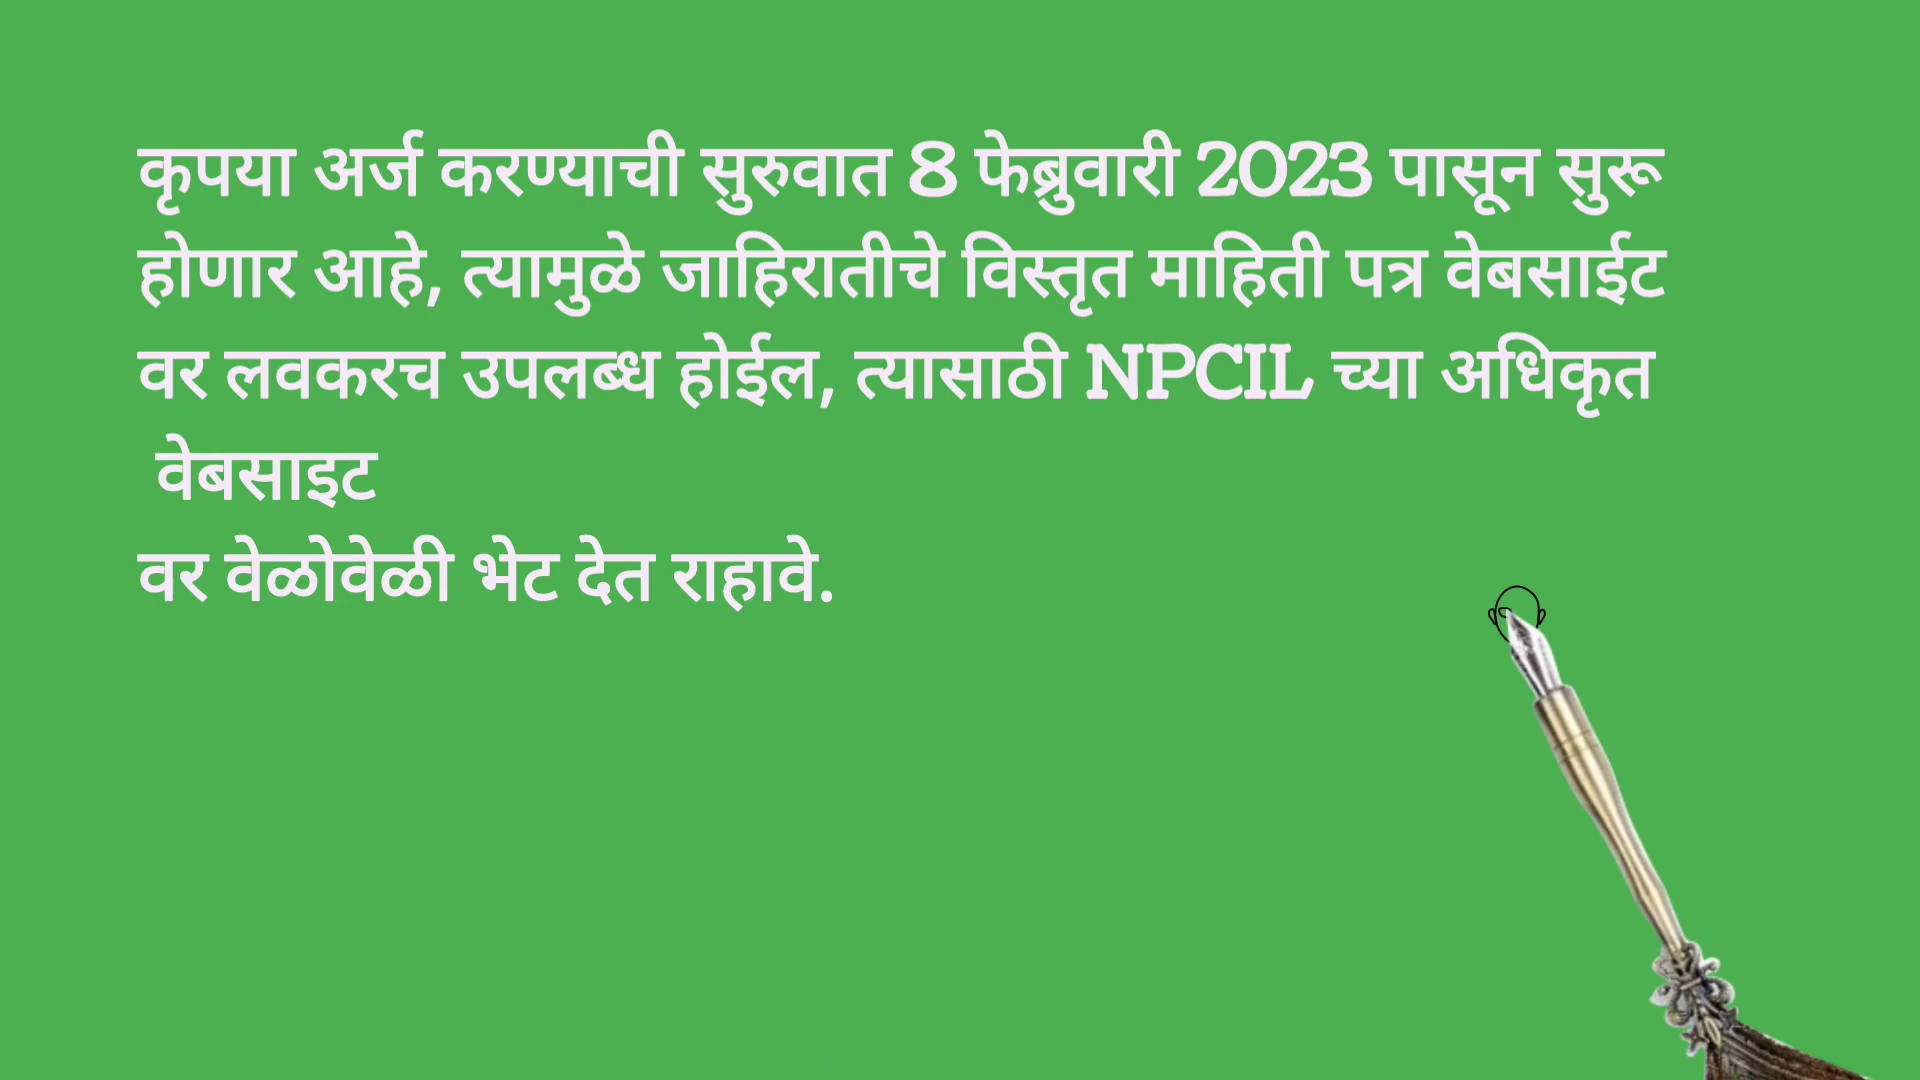 कृपया अर्ज करण्याची सुरुवात 8 फेब्रुवारी 2023 पासून सुरू
होणार आहे, त्यामुळे जाहिरातीचे विस्तृत माहिती पत्र वेबसाईट
वर लवकरच उपलब्ध होईल, त्यासाठी NPCIL च्या अधिकृत
वेबसाइट
वर वेळोवेळी भेट देत राहावे.